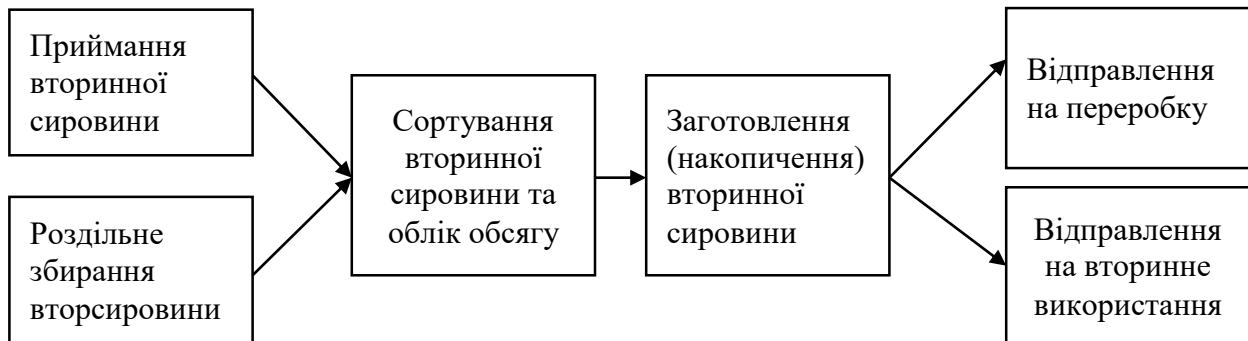 Приймання
вторинної
сировини
Роздільне
збирання
вторсировини
Сортування
вторинної
сировини та
облік обсягу
Заготовлення
(накопичення)
вторинної
сировини
Відправлення
на переробку
Відправлення
на вторинне
використання